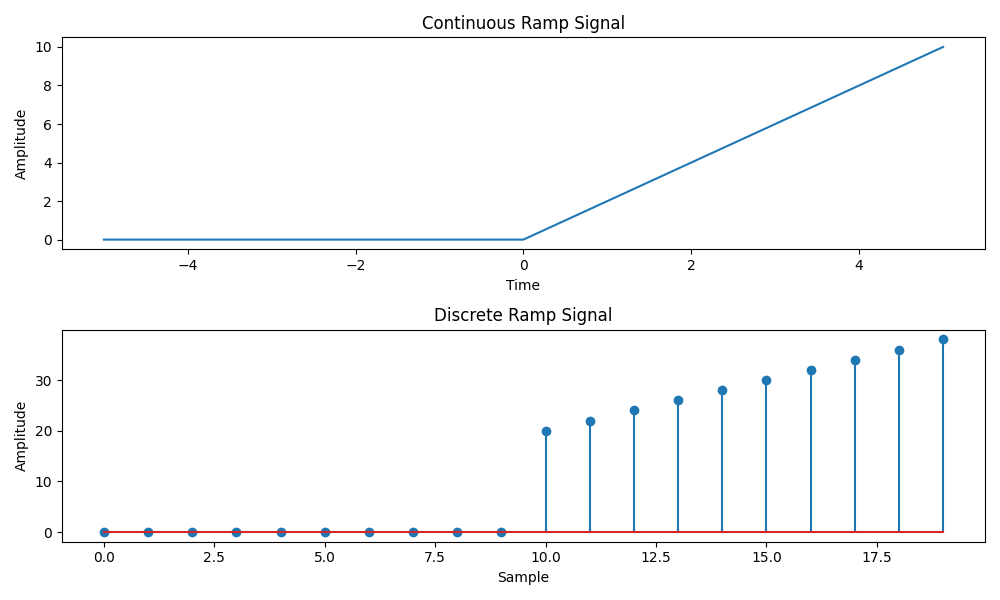 Continuous Ramp Signal
10
8
6
4
2
0
Amplitude
−4 −2 0 2 4
Time
Discrete Ramp Signal
30
20
10
0
Amplitude
0.0 2.5 5.0 7.5 10.0 12.5 15.0 17.5
Sample